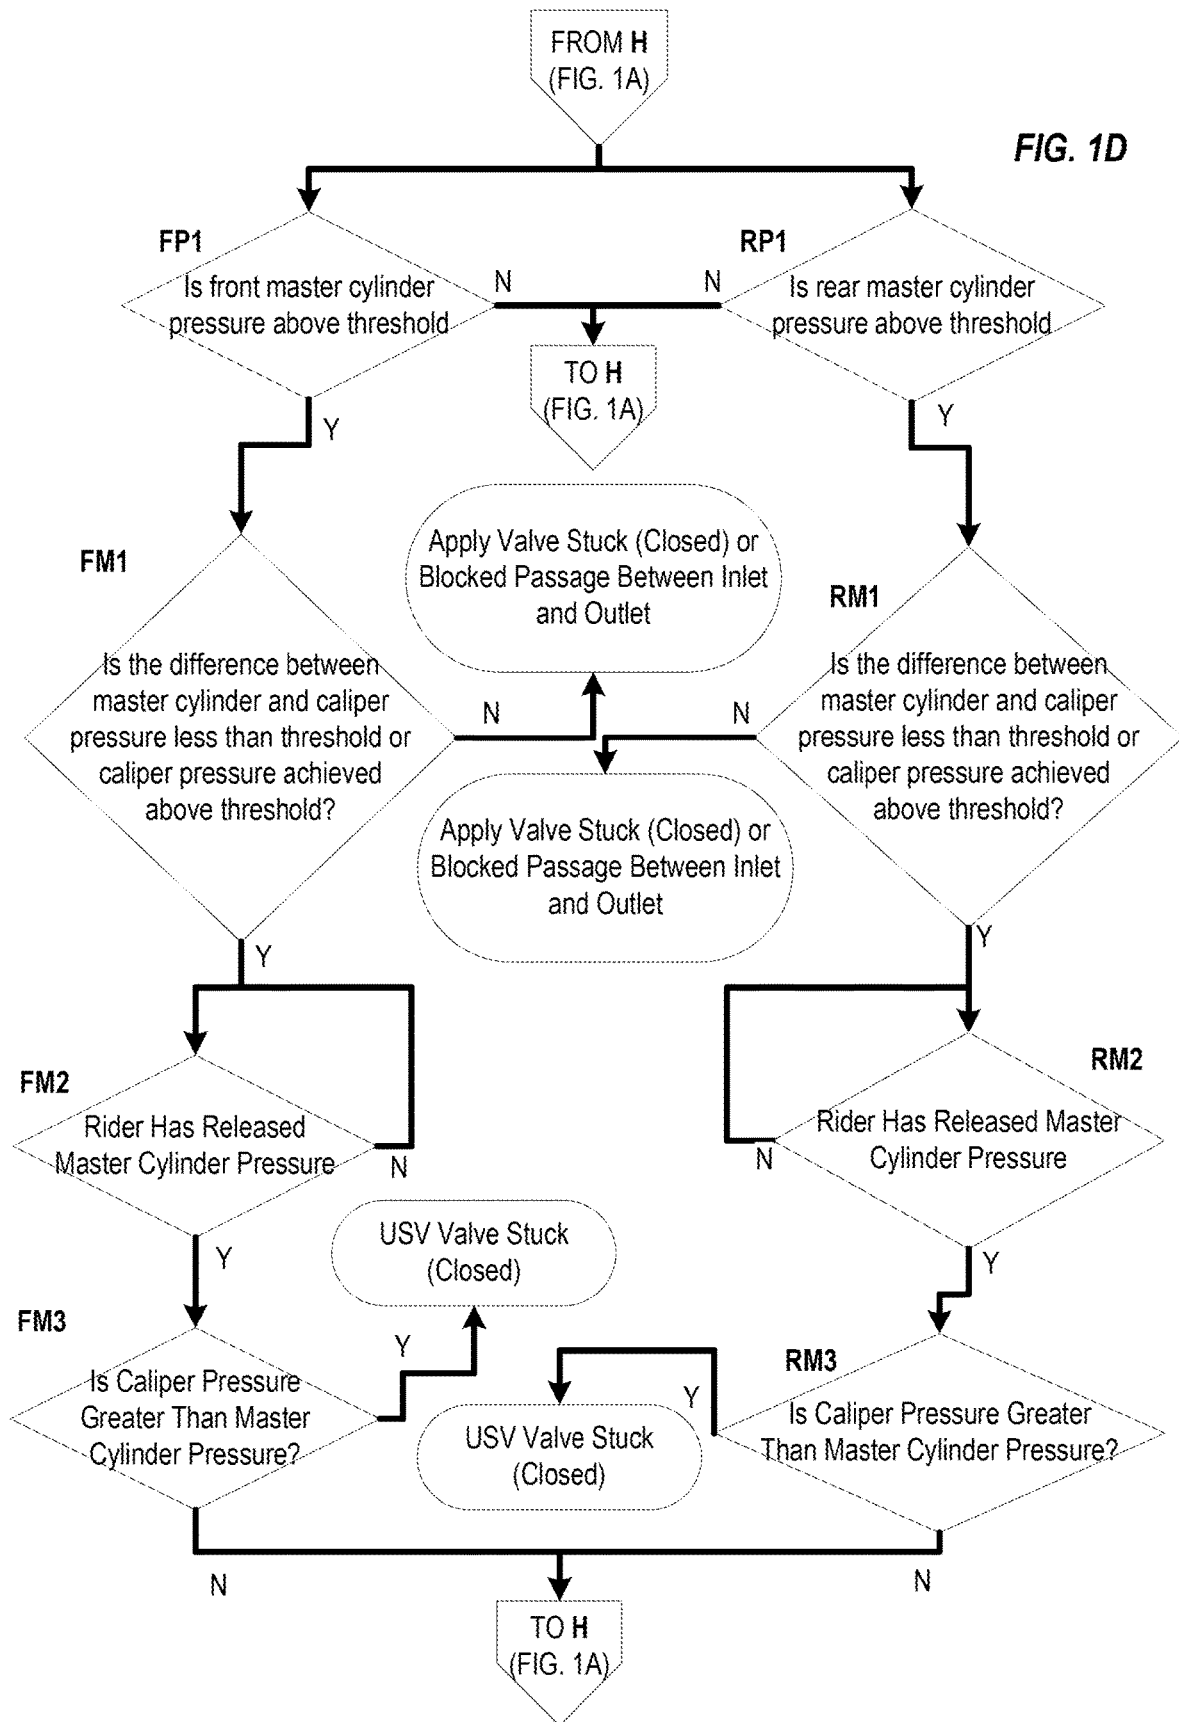 FROM H
(FIG. 1A)
FIG. 1D
FP1
RP1
Is front master cylinder
pressure above threshold
N
N
Is rear master cylinder
pressure above threshold
TO H
(FIG. 1A)
Y
Y
FM1
Apply Valve Stuck (Closed) or
Blocked Passage Between Inlet
and Outlet
RM1
Is the difference between
master cylinder and caliper
pressure less than threshold or
caliper pressure achieved
above threshold?
N
N
Is the difference between
master cylinder and caliper
pressure less than threshold or
caliper pressure achieved
above threshold?
Apply Valve Stuck (Closed) or
Blocked Passage Between Inlet
and Outlet
Y
Y
FM2
RM2
Rider Has Released
Master Cylinder Pressure
N
N
Rider Has Released Master
Cylinder Pressure
USV Valve Stuck
(Closed)
Y
Y
FM3
RM3
Is Caliper Pressure
Greater Than Master
Cylinder Pressure?
Y
Y
USV Valve Stuck
(Closed)
Is Caliper Pressure Greater
Than Master Cylinder Pressure?
N
N
TO H
(FIG. 1A)